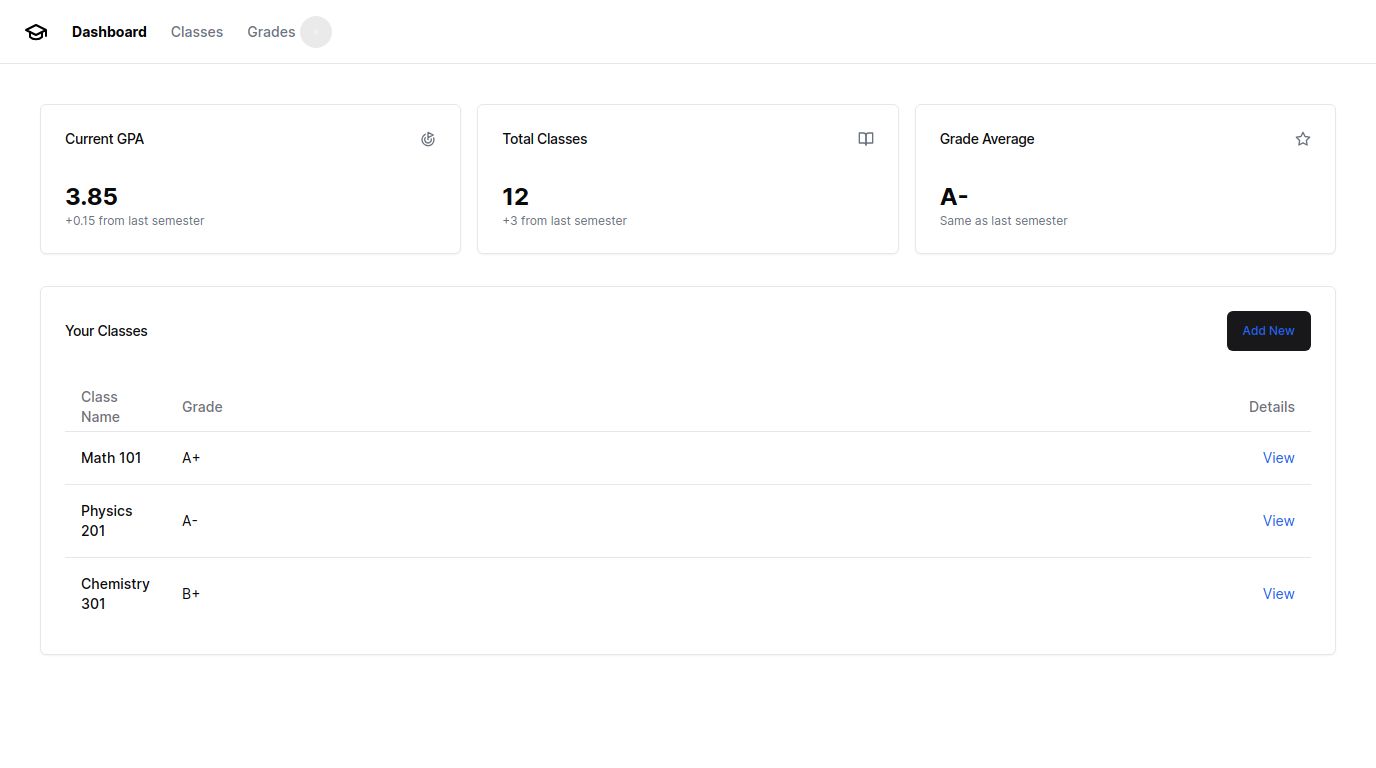 Dashboard Classes Grades
Current GPA
3.85
+0.15 from last semester
Total Classes
12
+3 from last semester
Grade Average
A-
Same as last semester
Your Classes
Add New
Class
Name
Grade
Details
Math 101 A+ View
Physics
201
A-
View
Chemistry
301
B+
View